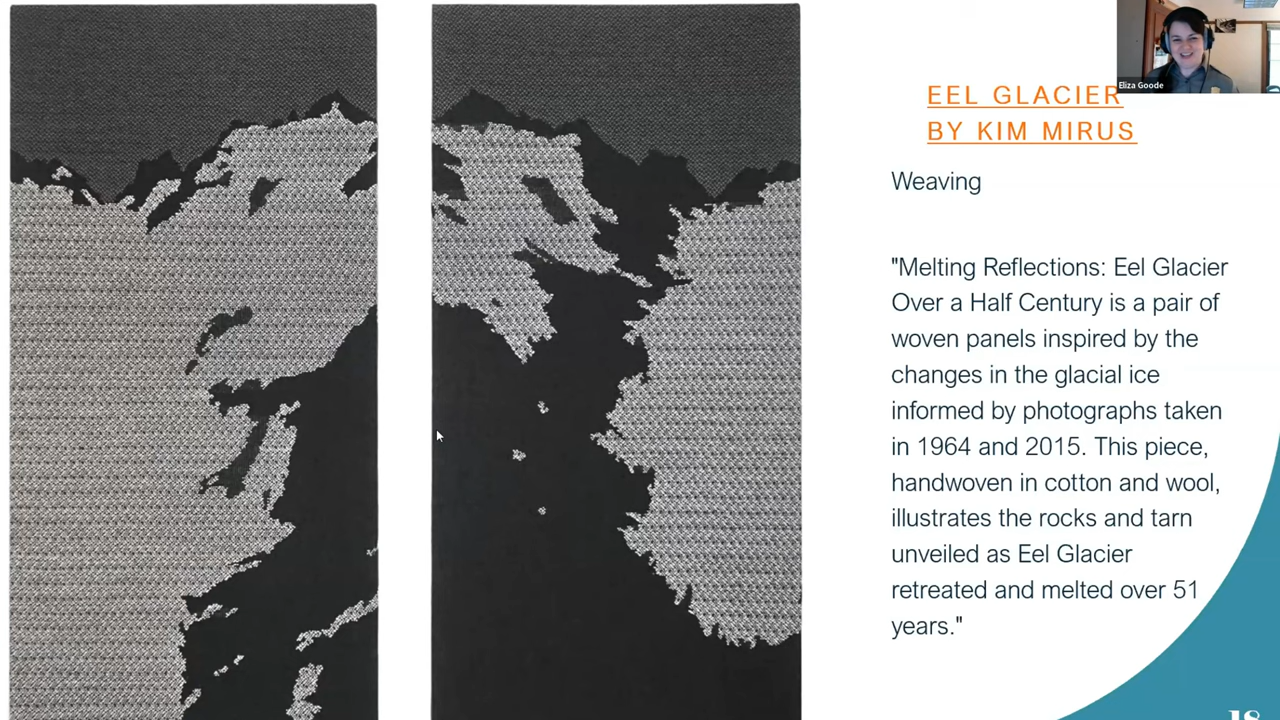 Eliza Goode
EEL GLACIER
BY KIM MIRUS
Weaving
"Melting Reflections: Eel Glacier
Over a Half Century is a pair of
woven panels inspired by the
changes in the glacial ice
informed by photographs taken
in 1964 and 2015. This piece,
handwoven in cotton and wool,
illustrates the rocks and tarn
unveiled as Eel Glacier
retreated and melted over 51
years."
18